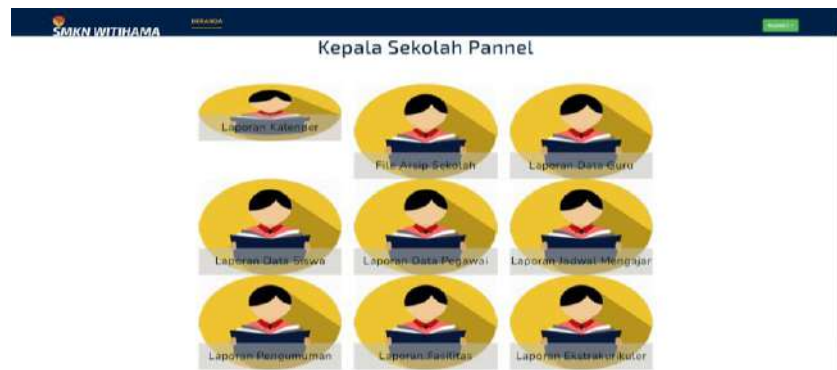 SMKN WITIHAMA
BERANDA
Kepala Sekolah Pannel
Laporan Kalender
File Arsip Sekolah
Laporan Data Guru
Laporan Data Siswa
Laporan Data Pegawai
Laporan Jadwal Mengajar
Laporan Pengumuman
Laporan Fasilitas
Laporan Ekstrakurikuler